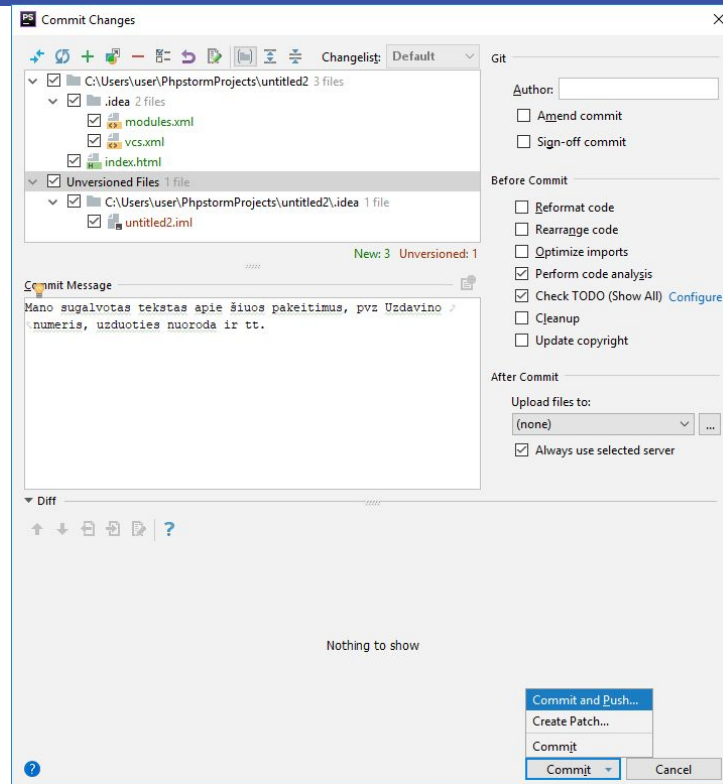 PS Commit Changes
Changelist: Default
C:\Users\user\PhpstormProjects\untitled2 3 files
.idea 2 files
modules.xml
vcs.xml
index.html
Unversioned Files 1 file
C:\Users\user\PhpstormProjects\untitled2\.idea 1 file
untitled2.iml
New: 3 Unversioned: 1
Commit Message
Mano sugalvotas tekstas apie šiuos pakeitimus, pvz Uzdavino
numeris, uzduoties nuoroda ir tt.
Git
Author:
Amend commit
Sign-off commit
Before Commit
Reformat code
Rearrange code
Optimize imports
Perform code analysis
Check TODO (Show All) Configure
Cleanup
Update copyright
After Commit
Upload files to:
(none) ...
Always use selected server
Diff
?
Nothing to show
Commit and Push...
Create Patch...
Commit
? Commit Cancel